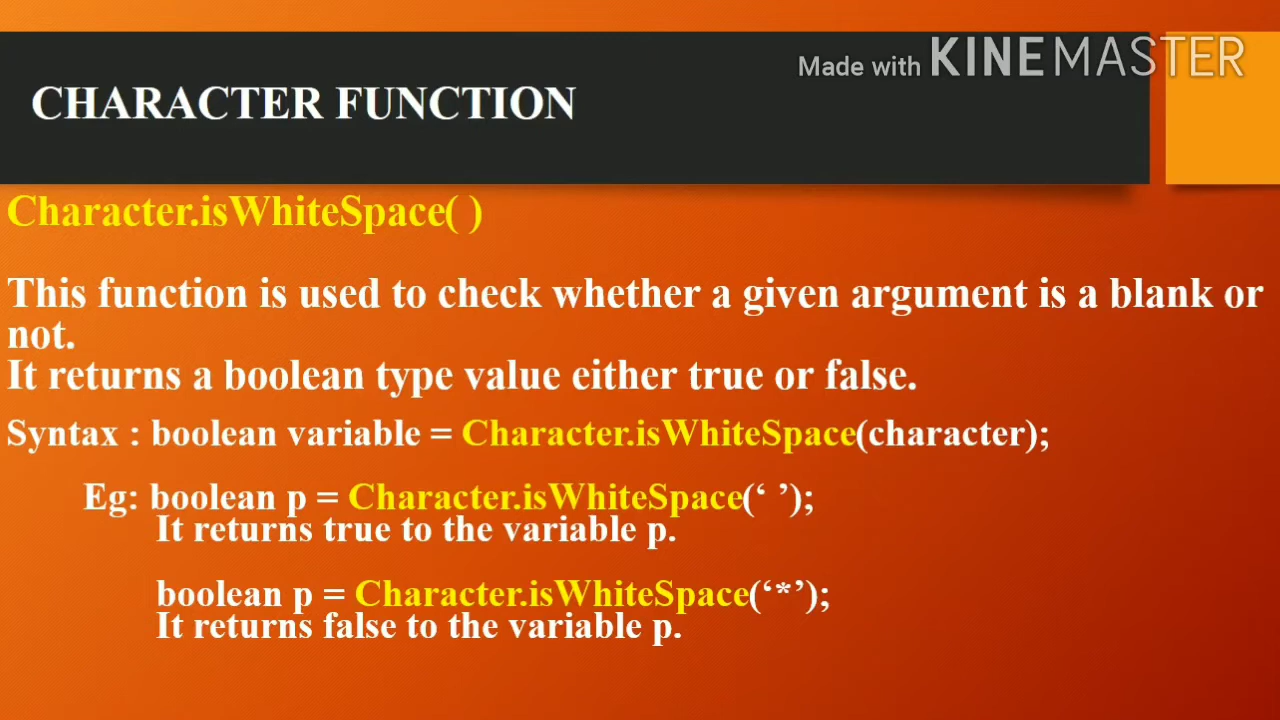 Made with KINEMASTER
CHARACTER FUNCTION
Character.isWhiteSpace( )
This function is used to check whether a given argument is a blank or
not.
It returns a boolean type value either true or false.
Syntax : boolean variable = Character.isWhiteSpace(character);
Eg: boolean p = Character.isWhiteSpace(‘ ’);
It returns true to the variable p.
boolean p = Character.isWhiteSpace(‘*’);
It returns false to the variable p.